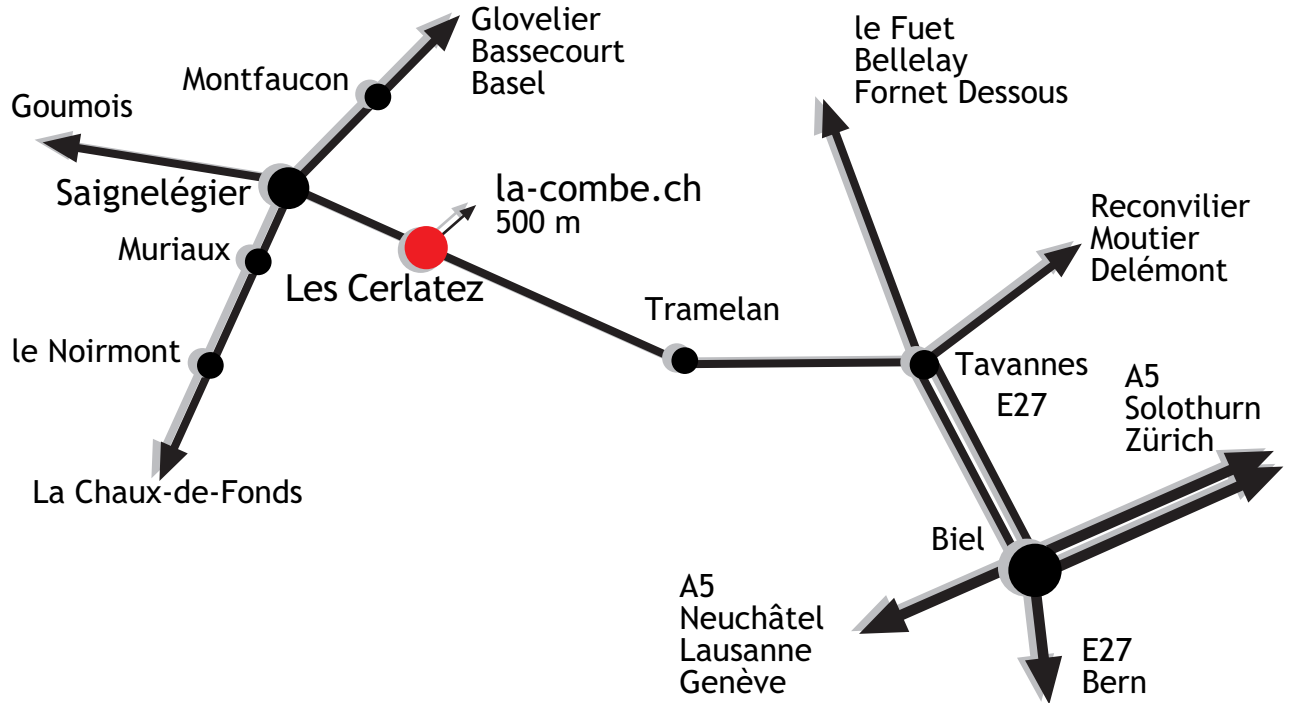 Glovelier
Bassecourt
Basel
le Fuet
Bellelay
Fornet Dessous
Montfaucon
Goumois
Saignelégier
la-combe.ch
500 m
Reconvilier
Moutier
Delémont
Muriaux
Les Cerlatez
Tramelan
le Noirmont
Tavannes
E27
A5
Solothurn
Zürich
La Chaux-de-Fonds
Biel
A5
Neuchâtel
Lausanne
Genève
E27
Bern